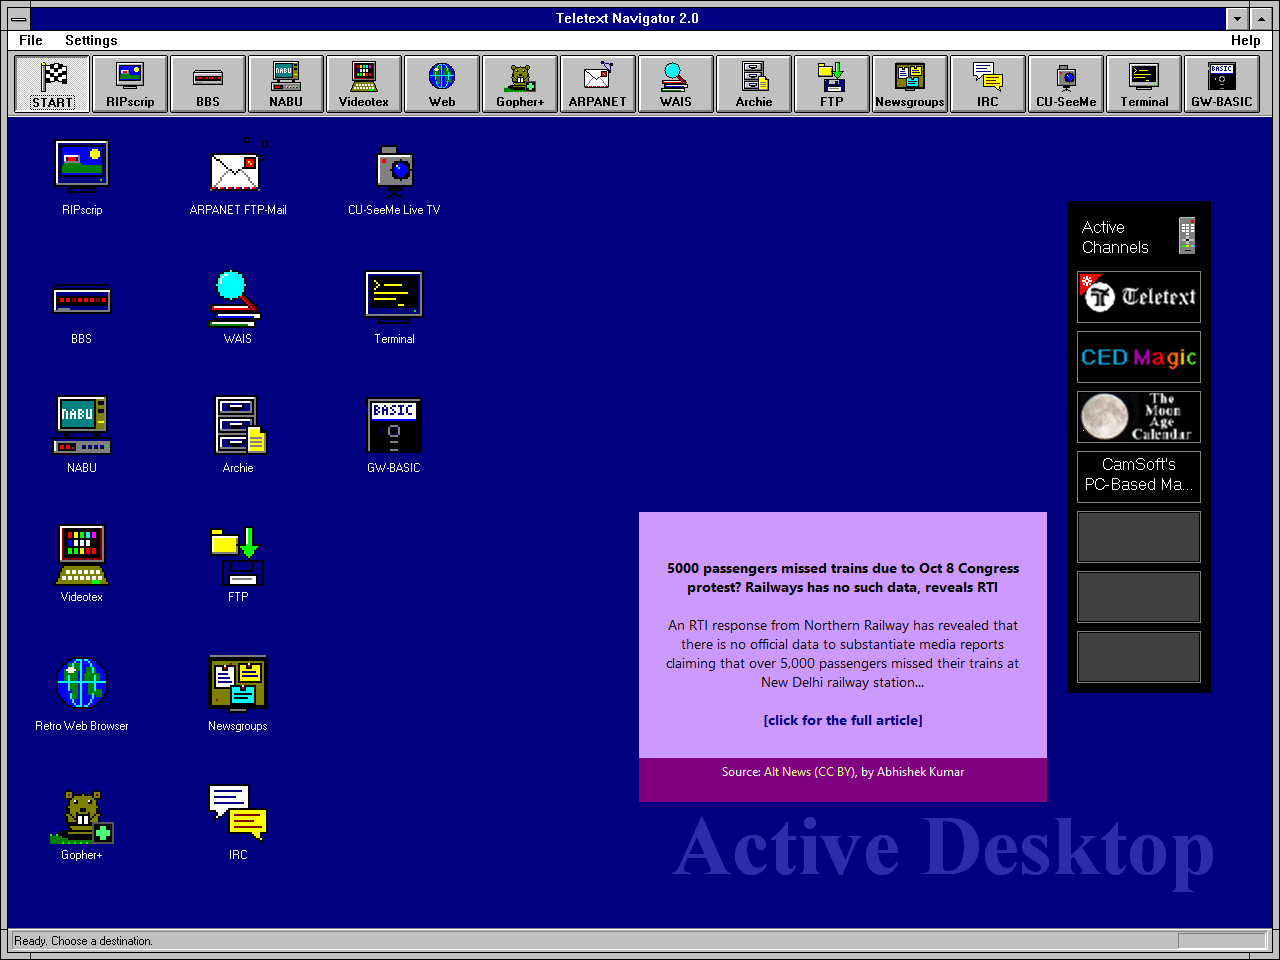 Teletext Navigator 2.0
File Settings Help
START RIPscrip BBS NABU Videotex Web Gopher+ ARPANET WAIS Archie FTP Newsgroups IRC CU-SeeMe Terminal GW-BASIC
RIPscrip
ARPANET FTP-Mail
CU-SeeMe Live TV
BBS
WAIS
Terminal
NABU
Archie
BASIC
GW-BASIC
Videotex
FTP
Retro Web Browser
Newsgroups
Gopher+
IRC
Active
Channels
Teletext
CED Magic
The
Moon
Age
Calendar
CamSoft's
PC-Based Ma...
5000 passengers missed trains due to Oct 8 Congress
protest? Railways has no such data, reveals RTI
An RTI response from Northern Railway has revealed that
there is no official data to substantiate media reports
claiming that over 5,000 passengers missed their trains at
New Delhi railway station...
[click for the full article]
Source: Alt News (CC BY), by Abhishek Kumar
Active Desktop
Ready. Choose a destination.